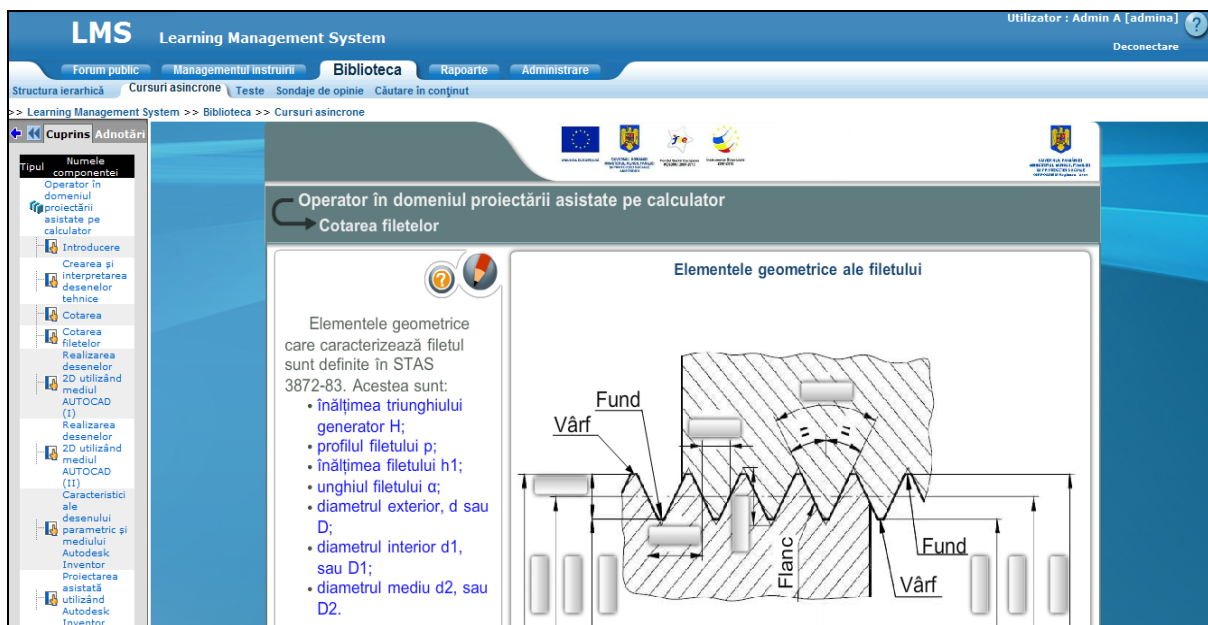 LMS Learning Management System
Utilizator : Admin A [admina]
?
Deconectare
Forum public Managementul instruirii Biblioteca Rapoarte Administrare
Structura ierarhică Cursuri asincrone Teste Sondaje de opinie Căutare în conținut
>> Learning Management System >> Biblioteca >> Cursuri asincrone
Cuprins Adnotări
Tipul Numele componentei
Operator în
domeniul
proiectării
asistate pe
calculator
Introducere
Crearea și
interpretarea
desenelor
tehnice
Cotarea
Cotarea
filetelor
Realizarea
desenelor
2D utilizând
mediul
AUTOCAD
(I)
Realizarea
desenelor
2D utilizând
mediul
AUTOCAD
(II)
Caracteristici
ale
desenului
parametric și
mediului
Autodesk
Inventor
Proiectarea
asistată
utilizând
Autodesk
Inventor
Operator în domeniul proiectării asistate pe calculator
Cotarea filetelor
?
Elementele geometrice
care caracterizează filetul
sunt definite în STAS
3872-83. Acestea sunt:
• înălțimea triunghiului
generator H;
• profilul filetului p;
• înălțimea filetului h1;
• unghiul filetului α;
• diametrul exterior, d sau
D;
• diametrul interior d1,
sau D1;
• diametrul mediu d2, sau
D2.
Elementele geometrice ale filetului
Fund
Vârf
Flanc
Fund
Vârf